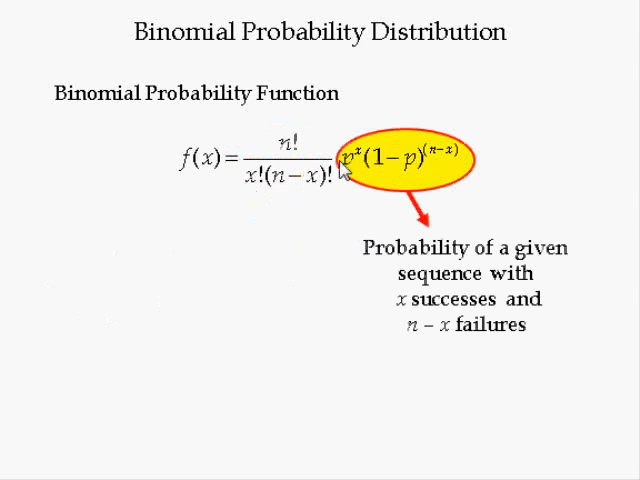 Binomial Probability Distribution
Binomial Probability Function
f(x) = n! / x!(n − x)! p^x (1 − p)^(n−x)
Probability of a given
sequence with
x successes and
n – x failures